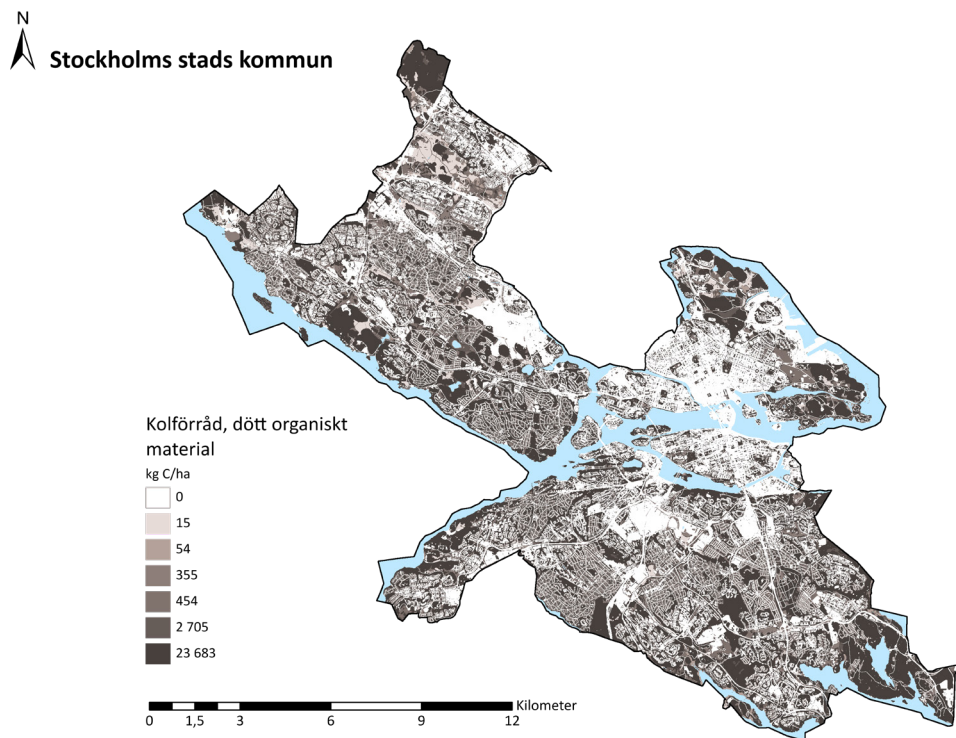 N
Stockholms stads kommun
Kolförråd, dött organiskt
material
kg C/ha
0
15
54
355
454
2 705
23 683
Kilometer
0 1,5 3 6 9 12